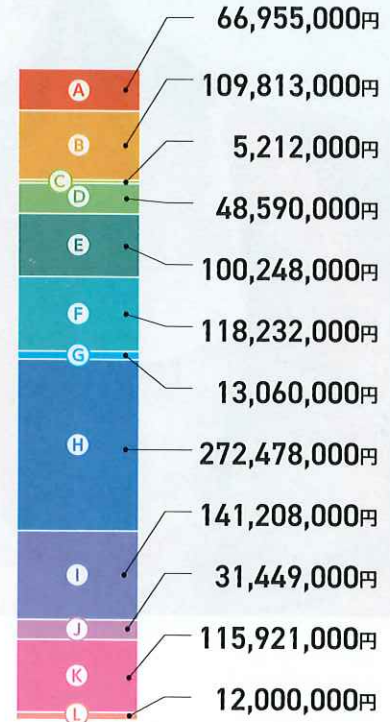 66,955,000円
A
109,813,000円
B
5,212,000円
C
D
48,590,000円
E
100,248,000円
F
118,232,000円
G
13,060,000円
H
272,478,000円
141,208,000円
I
31,449,000円
J
115,921,000円
K
12,000,000円
L